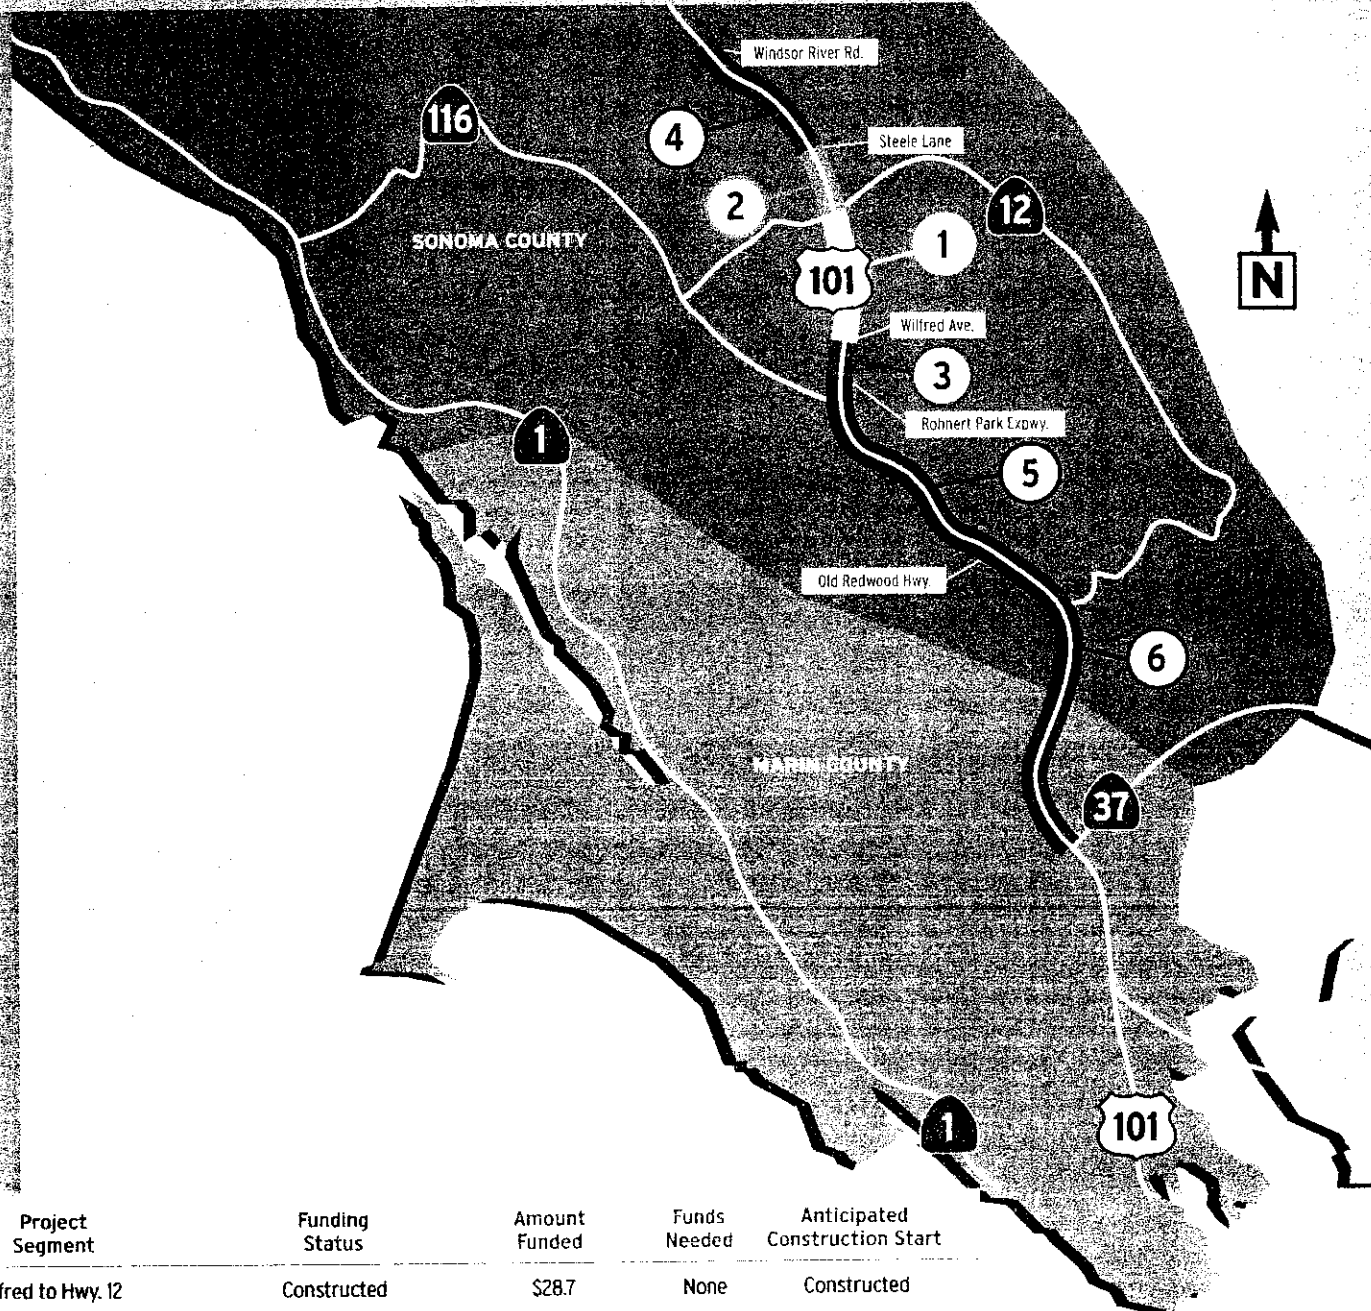 Windsor River Rd.
116
4
Steele Lane
2
12
SONOMA COUNTY
1
101
N
Wilfred Ave.
3
Rohnert Park Expwy.
1
5
Old Redwood Hwy.
6
MARIN COUNTY
37
1
101
Project Segment
Funding Status
Amount Funded
Funds Needed
Anticipated Construction Start
fred to Hwy. 12 Constructed $28.7 None Constructed